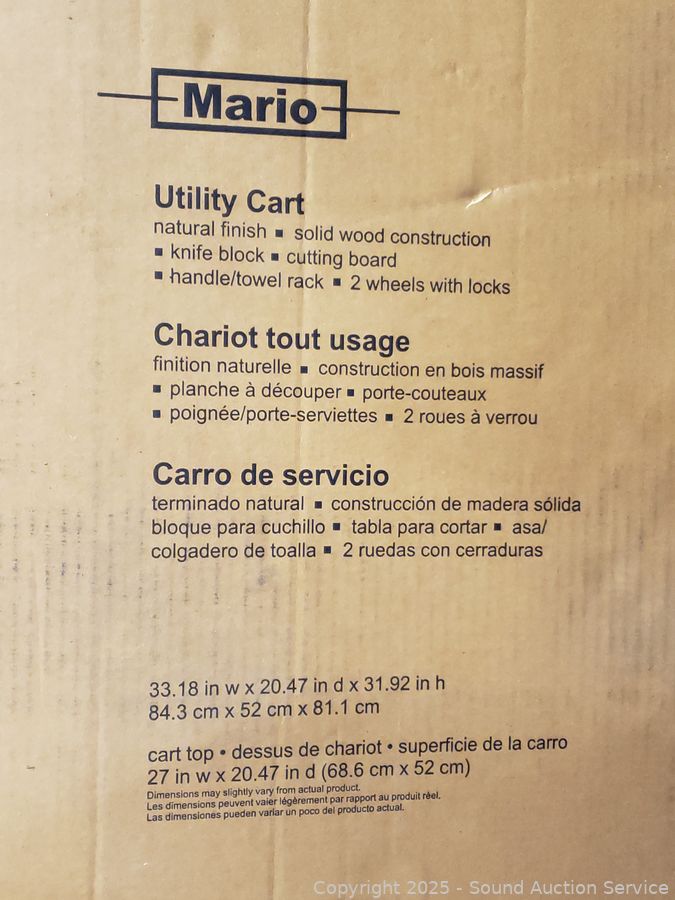 Mario
Utility Cart
natural finish ▪ solid wood construction
▪ knife block ▪ cutting board
▪ handle/towel rack ▪ 2 wheels with locks
Chariot tout usage
finition naturelle ▪ construction en bois massif
▪ planche à découper ▪ porte-couteaux
▪ poignée/porte-serviettes ▪ 2 roues à verrou
Carro de servicio
terminado natural ▪ construcción de madera sólida
bloque para cuchillo ▪ tabla para cortar ▪ asa/
colgadero de toalla ▪ 2 ruedas con cerraduras
33.18 in w x 20.47 in d x 31.92 in h
84.3 cm x 52 cm x 81.1 cm
cart top • dessus de chariot • superficie de la carro
27 in w x 20.47 in d (68.6 cm x 52 cm)
Dimensions may slightly vary from actual product.
Les dimensions peuvent vaier légèrement par rapport au produit réel.
Las dimensiones pueden variar un poco del producto actual.
Copyright 2025 - Sound Auction Service